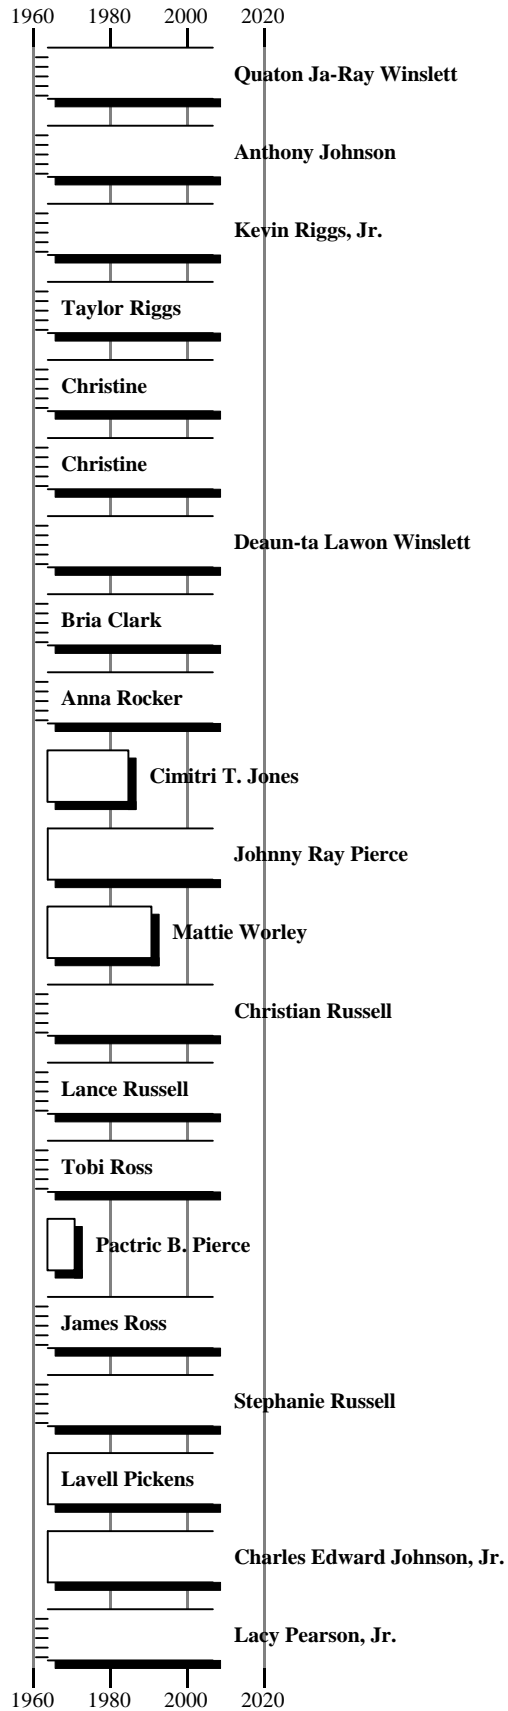 1960 1980 2000 2020
Quaton Ja-Ray Winslett
Anthony Johnson
Kevin Riggs, Jr.
Taylor Riggs
Christine
Christine
Deaun-ta Lawon Winslett
Bria Clark
Anna Rocker
Cimitri T. Jones
Johnny Ray Pierce
Mattie Worley
Christian Russell
Lance Russell
Tobi Ross
Pactric B. Pierce
James Ross
Stephanie Russell
Lavell Pickens
Charles Edward Johnson, Jr.
Lacy Pearson, Jr.
1960 1980 2000 2020